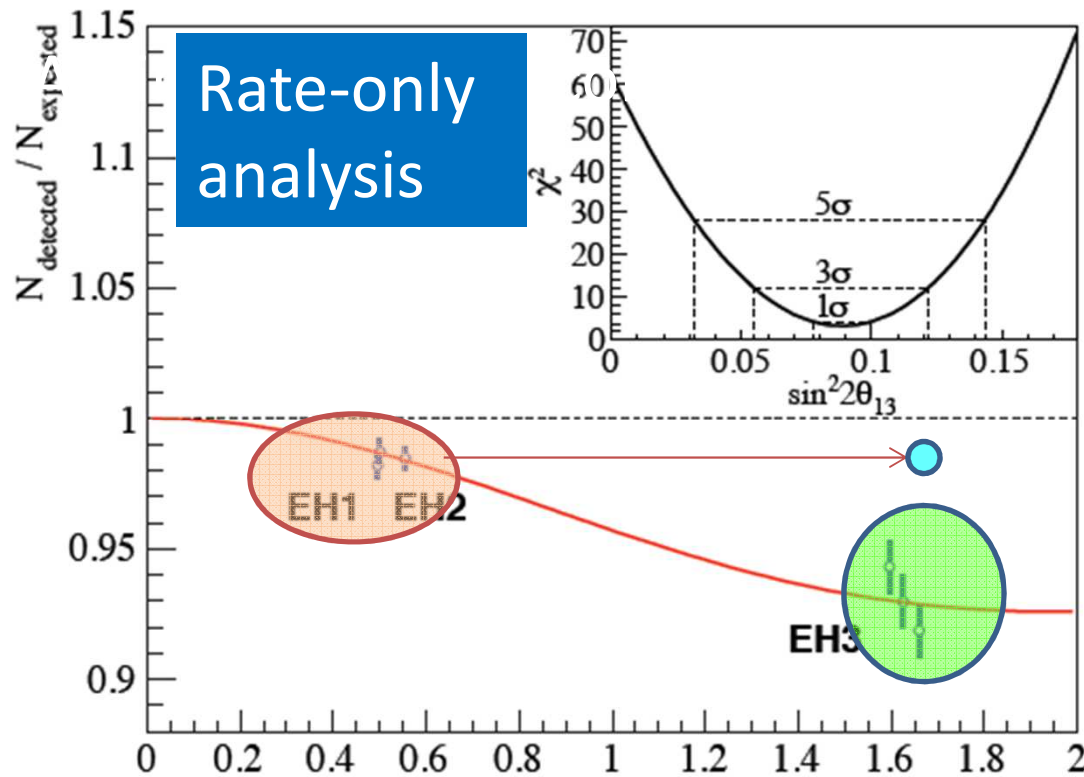 N_detected / N_expected
1.15
1.1
1.05
1
0.95
0.9
Rate-only
analysis
χ²
70
60
50
40
30
20
10
0
5σ
3σ
1σ
0 0.05 0.1 0.15
sin²2θ₁₃
EH1 EH2
EH3
0 0.2 0.4 0.6 0.8 1 1.2 1.4 1.6 1.8 2